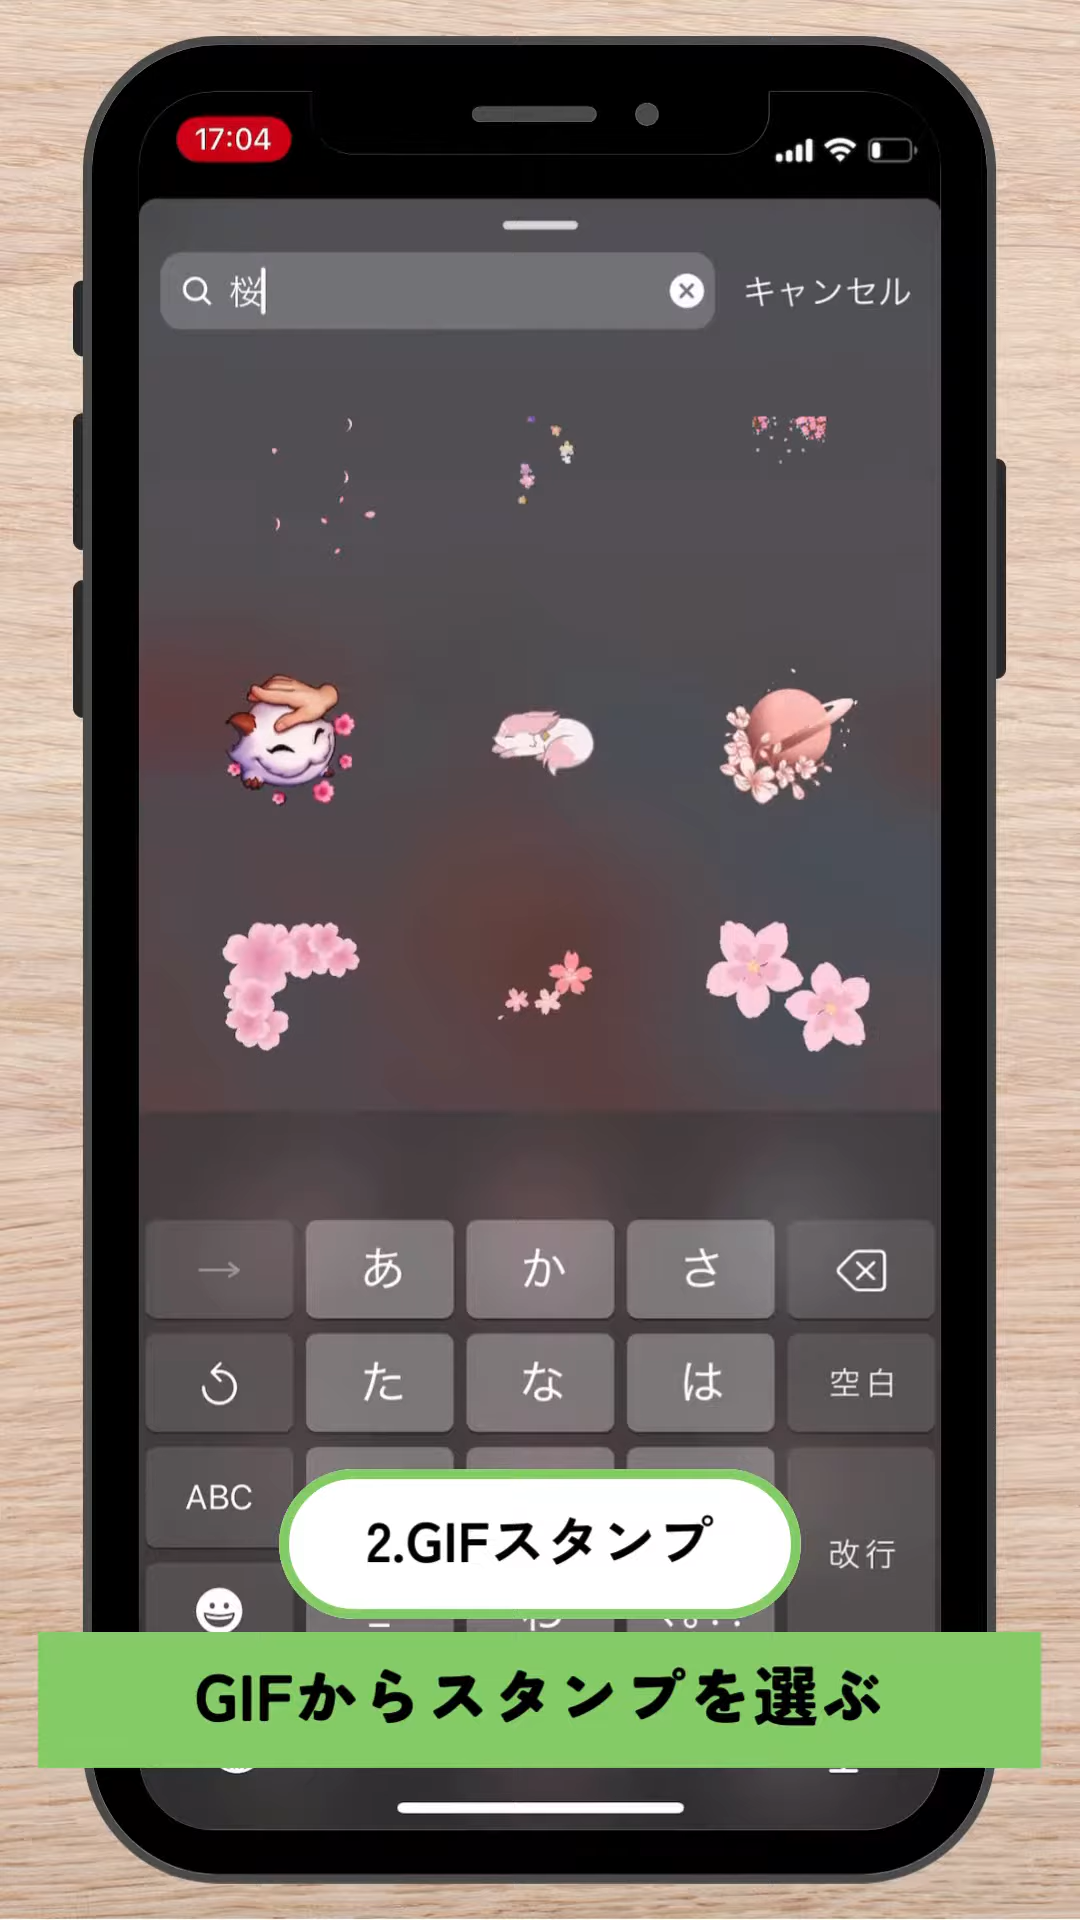 17:04
桜
キャンセル
→
あ
か
さ
た
な
は
空白
ABC
改行
2.GIFスタンプ
GIFからスタンプを選ぶ